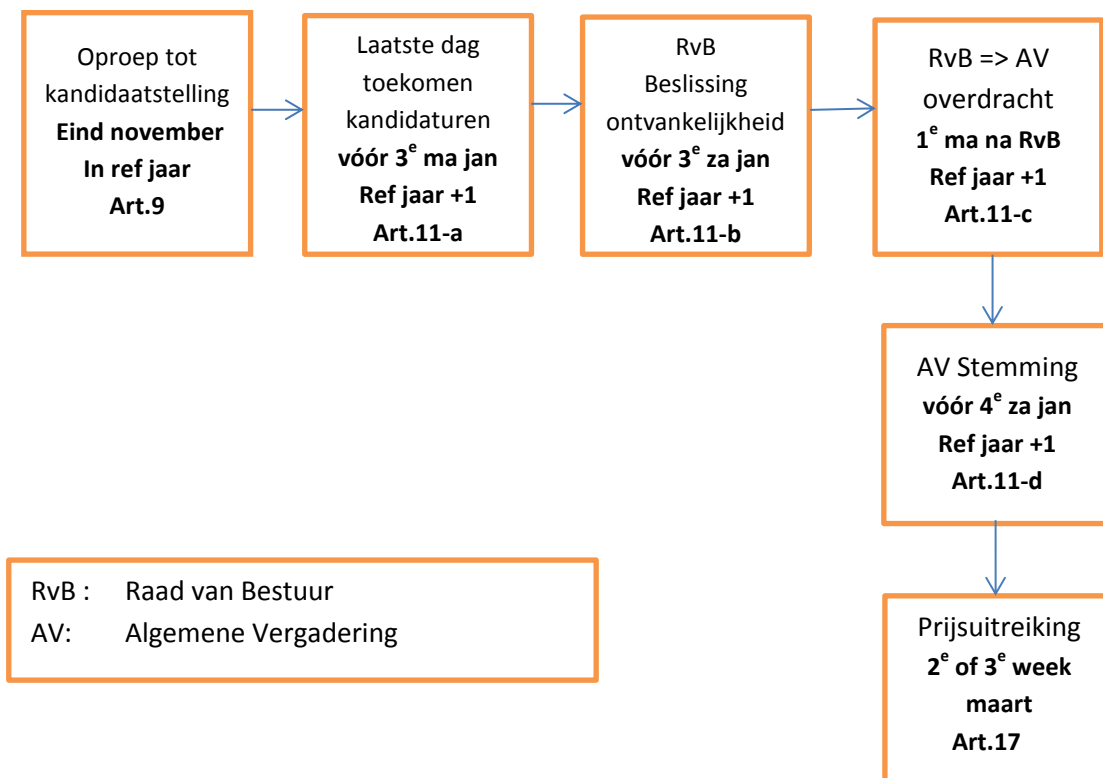 Oproep tot
kandidaatstelling
Eind november
In ref jaar
Art.9
Laatste dag
toekomen
kandidaturen
vóór 3e ma jan
Ref jaar +1
Art.11-a
RvB
Beslissing
ontvankelijkheid
vóór 3e za jan
Ref jaar +1
Art.11-b
RvB => AV
overdracht
1e ma na RvB
Ref jaar +1
Art.11-c
AV Stemming
vóór 4e za jan
Ref jaar +1
Art.11-d
RvB : Raad van Bestuur
AV: Algemene Vergadering
Prijsuitreiking
2e of 3e week
maart
Art.17